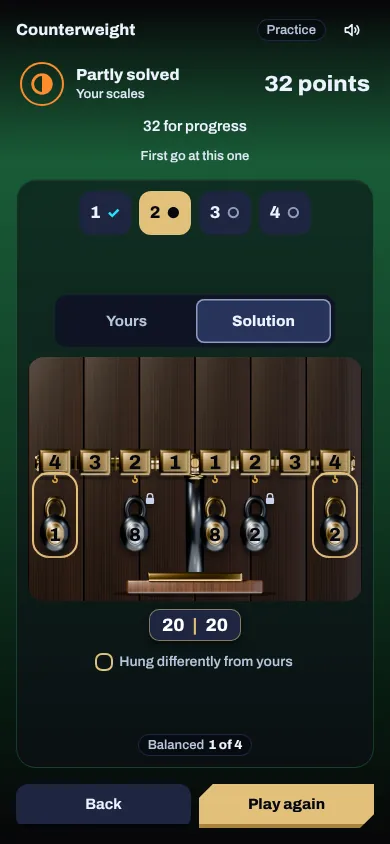 Counterweight
Practice
Partly solved
Your scales
32 points
32 for progress
First go at this one
1 2 3 4
Yours Solution
4 3 2 1 1 2 3 4
1 8 8 2 2
20 | 20
Hung differently from yours
Balanced 1 of 4
Back Play again